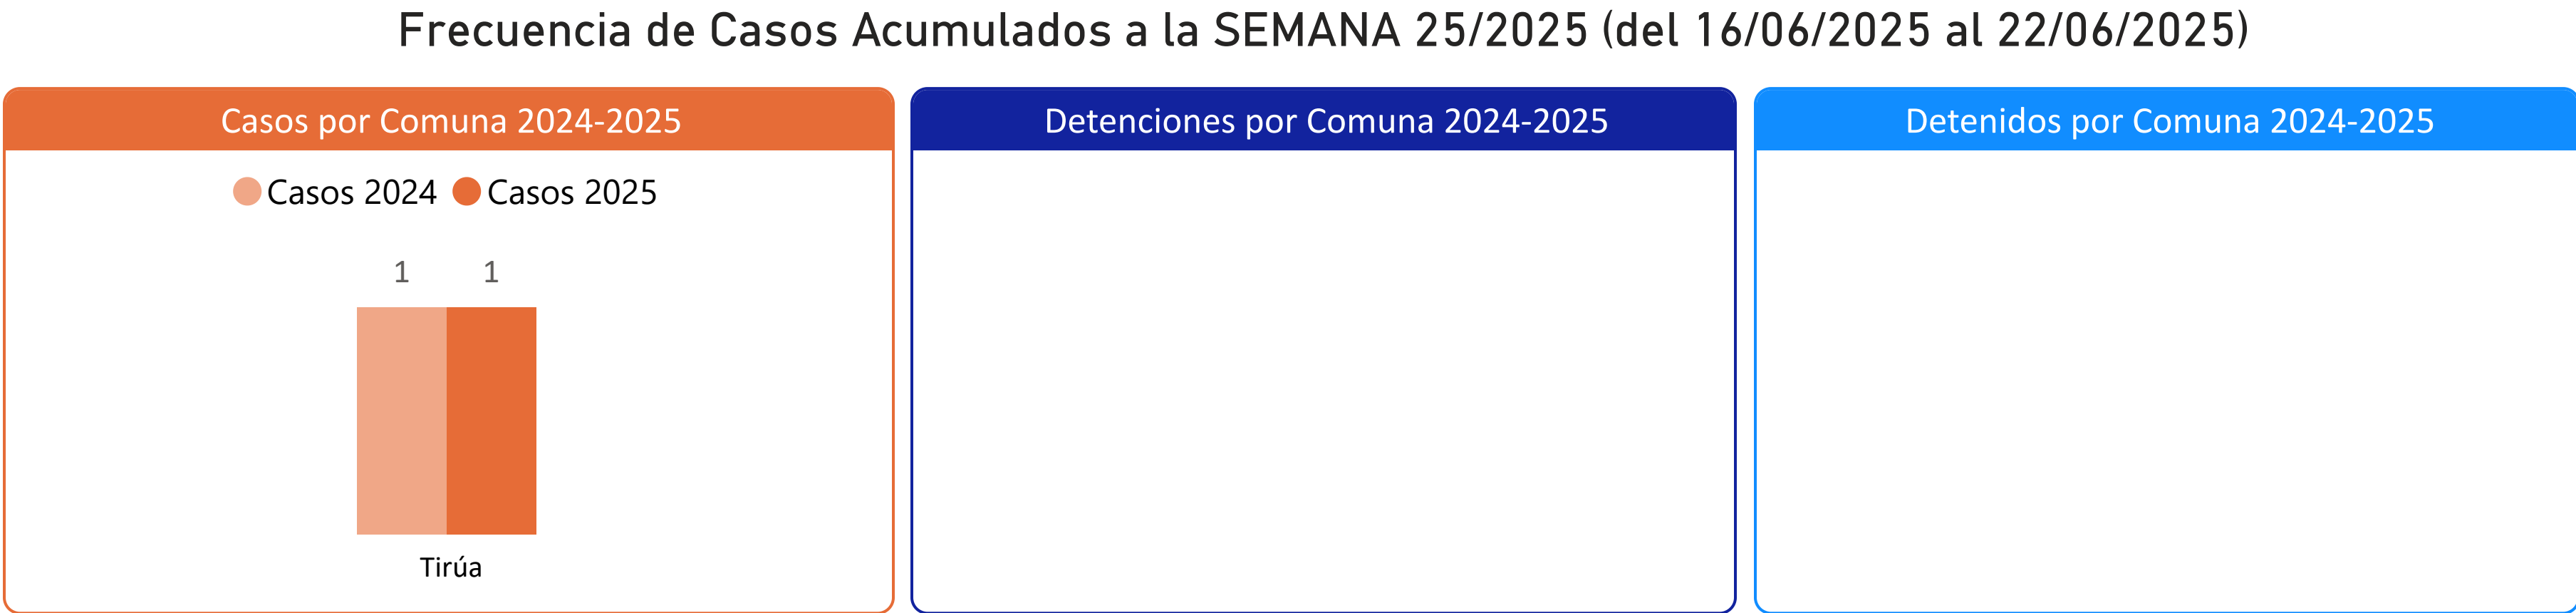 Frecuencia de Casos Acumulados a la SEMANA 25/2025 (del 16/06/2025 al 22/06/2025)
Casos por Comuna 2024-2025
Casos 2024 Casos 2025
1 1
Tirúa
Detenciones por Comuna 2024-2025
Detenidos por Comuna 2024-2025